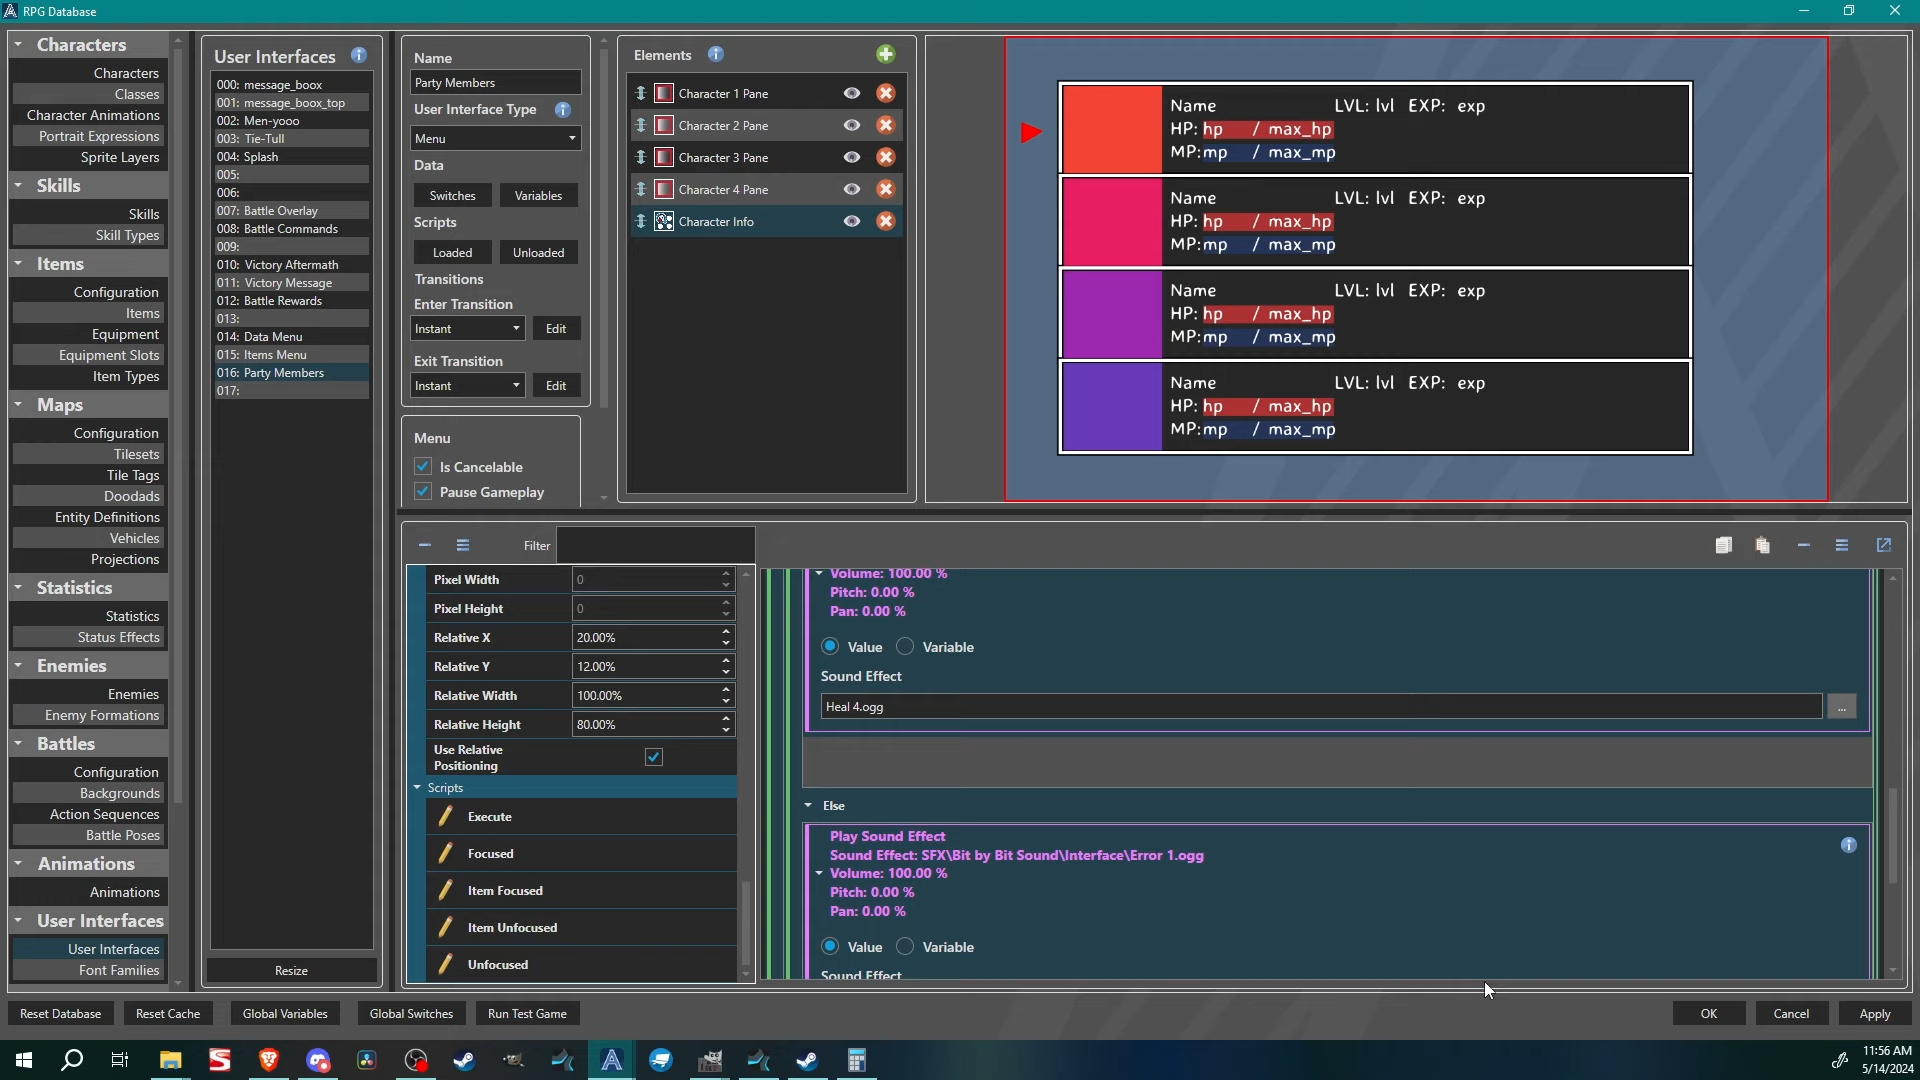 RPG Database
Characters
Characters
Classes
Character Animations
Portrait Expressions
Sprite Layers
Skills
Skills
Skill Types
Items
Configuration
Items
Equipment
Equipment Slots
Item Types
Maps
Configuration
Tilesets
Tile Tags
Doodads
Entity Definitions
Vehicles
Projections
Statistics
Statistics
Status Effects
Enemies
Enemies
Enemy Formations
Battles
Configuration
Backgrounds
Action Sequences
Battle Poses
Animations
Animations
User Interfaces
User Interfaces
Font Families
User Interfaces
000: message_boox
001: message_boox_top
002: Men-yooo
003: Tie-Tull
004: Splash
005:
006:
007: Battle Overlay
008: Battle Commands
009:
010: Victory Aftermath
011: Victory Message
012: Battle Rewards
013:
014: Data Menu
015: Items Menu
016: Party Members
017:
Resize
Name
Party Members
User Interface Type
Menu
Data
Switches Variables
Scripts
Loaded Unloaded
Transitions
Enter Transition
Instant Edit
Exit Transition
Instant Edit
Menu
Is Cancelable
Pause Gameplay
Elements
Character 1 Pane
Character 2 Pane
Character 3 Pane
Character 4 Pane
Character Info
Name LVL: lvl EXP: exp
HP: hp / max_hp
MP:mp / max_mp
Name LVL: lvl EXP: exp
HP: hp / max_hp
MP:mp / max_mp
Name LVL: lvl EXP: exp
HP: hp / max_hp
MP:mp / max_mp
Name LVL: lvl EXP: exp
HP: hp / max_hp
MP:mp / max_mp
Filter
Pixel Width 0
Pixel Height 0
Relative X 20.00%
Relative Y 12.00%
Relative Width 100.00%
Relative Height 80.00%
Use Relative
Positioning
Scripts
Execute
Focused
Item Focused
Item Unfocused
Unfocused
Volume: 100.00 %
Pitch: 0.00 %
Pan: 0.00 %
Value Variable
Sound Effect
Heal 4.ogg
...
Else
Play Sound Effect
Sound Effect: SFX\Bit by Bit Sound\Interface\Error 1.ogg
Volume: 100.00 %
Pitch: 0.00 %
Pan: 0.00 %
Value Variable
Sound Effect
Reset Database Reset Cache Global Variables Global Switches Run Test Game
OK Cancel Apply
11:56 AM
5/14/2024